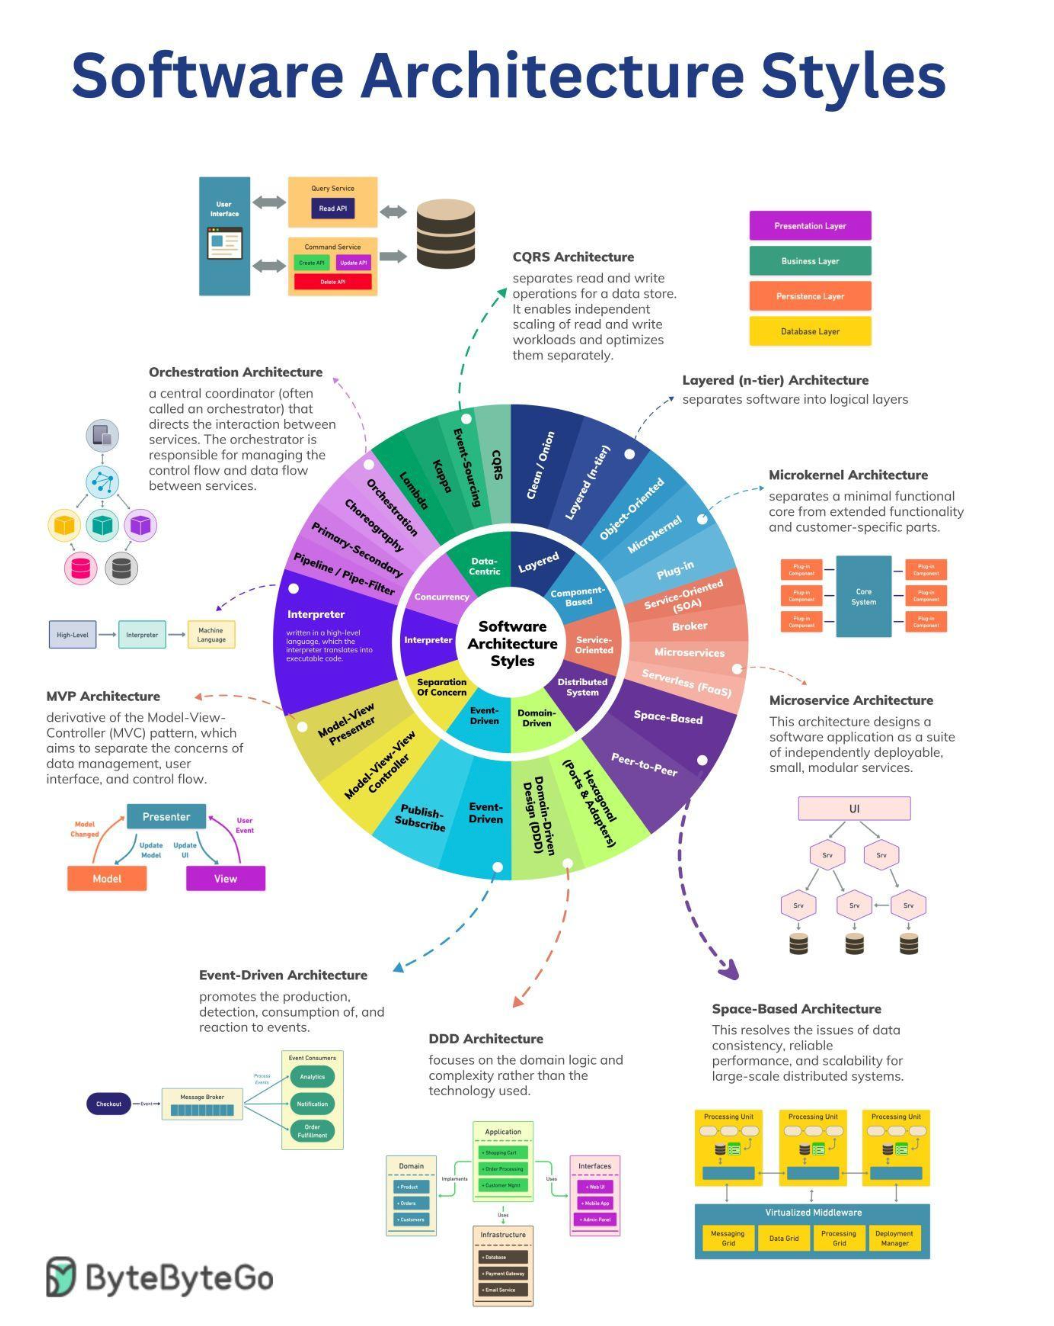 Software Architecture Styles
User
Interface
Query Service
Read API
Command Service
Create API
Update API
Delete API
CQRS Architecture
separates read and write
operations for a data store.
It enables independent
scaling of read and write
workloads and optimizes
them separately.
Presentation Layer
Business Layer
Persistence Layer
Database Layer
Layered (n-tier) Architecture
separates software into logical layers
Orchestration Architecture
a central coordinator (often
called an orchestrator) that
directs the interaction between
services. The orchestrator is
responsible for managing the
control flow and data flow
between services.
Microkernel Architecture
separates a minimal functional
core from extended functionality
and customer-specific parts.
Plug-in
Component
Plug-in
Component
Plug-in
Component
Core
System
Plug-in
Component
Plug-in
Component
Plug-in
Component
High-Level
Interpreter
Machine
Language
Software
Architecture
Styles
Data-
Centric
Layered
Component-
Based
Service-
Oriented
Distributed
System
Domain-
Driven
Event-
Driven
Separation
Of Concern
Interpreter
Concurrency
Lambda
Kappa
Event-Sourcing
CQRS
Clean / Onion
Layered (n-tier)
Object-Oriented
Microkernel
Plug-in
Service-Oriented
(SOA)
Broker
Microservices
Serverless (FaaS)
Space-Based
Peer-to-Peer
Hexagonal
(Ports & Adapters)
Domain-Driven
Design (DDD)
Event-
Driven
Publish-
Subscribe
Model-View-View
Controller
Model-View
Presenter
Interpreter
written in a high-level
language, which the
interpreter translates into
executable code.
Pipeline / Pipe-Filter
Primary-Secondary
Choreography
Orchestration
MVP Architecture
derivative of the Model-View-
Controller (MVC) pattern, which
aims to separate the concerns of
data management, user
interface, and control flow.
Presenter
Model
Changed
Update
Model
Update
UI
User
Event
Model
View
Microservice Architecture
This architecture designs a
software application as a suite
of independently deployable,
small, modular services.
UI
Srv
Srv
Srv
Srv
Srv
Event-Driven Architecture
promotes the production,
detection, consumption of, and
reaction to events.
Checkout
Event
Message Broker
Process
Events
Event Consumers
Analytics
Notification
Order
Fulfillment
DDD Architecture
focuses on the domain logic and
complexity rather than the
technology used.
Application
• Shopping Cart
• Order Processing
• Customer Mgmt
Domain
• Product
• Orders
• Customers
Implements
Uses
Interfaces
• Web UI
• Mobile App
• Admin Panel
Uses
Infrastructure
• Database
• Payment Gateway
• Email Service
Space-Based Architecture
This resolves the issues of data
consistency, reliable
performance, and scalability for
large-scale distributed systems.
Processing Unit
Processing Unit
Processing Unit
Virtualized Middleware
Messaging
Grid
Data Grid
Processing
Grid
Deployment
Manager
ByteByteGo